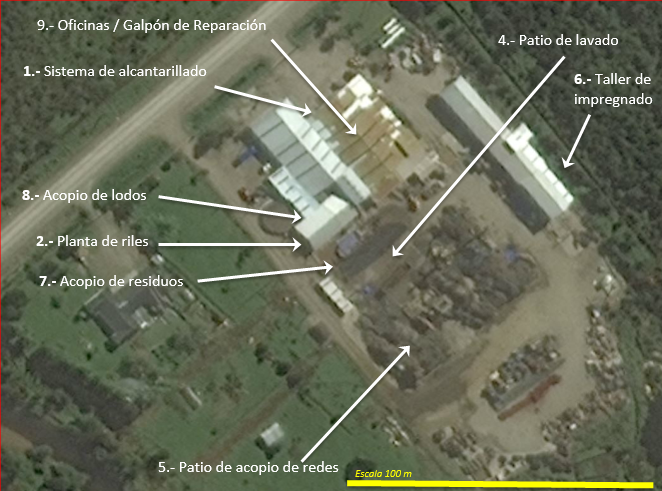 9.- Oficinas / Galpón de Reparación
4.- Patio de lavado
1.- Sistema de alcantarillado
6.- Taller de
impregnado
8.- Acopio de lodos
2.- Planta de riles
7.- Acopio de residuos
5.- Patio de acopio de redes
Escala 100 m